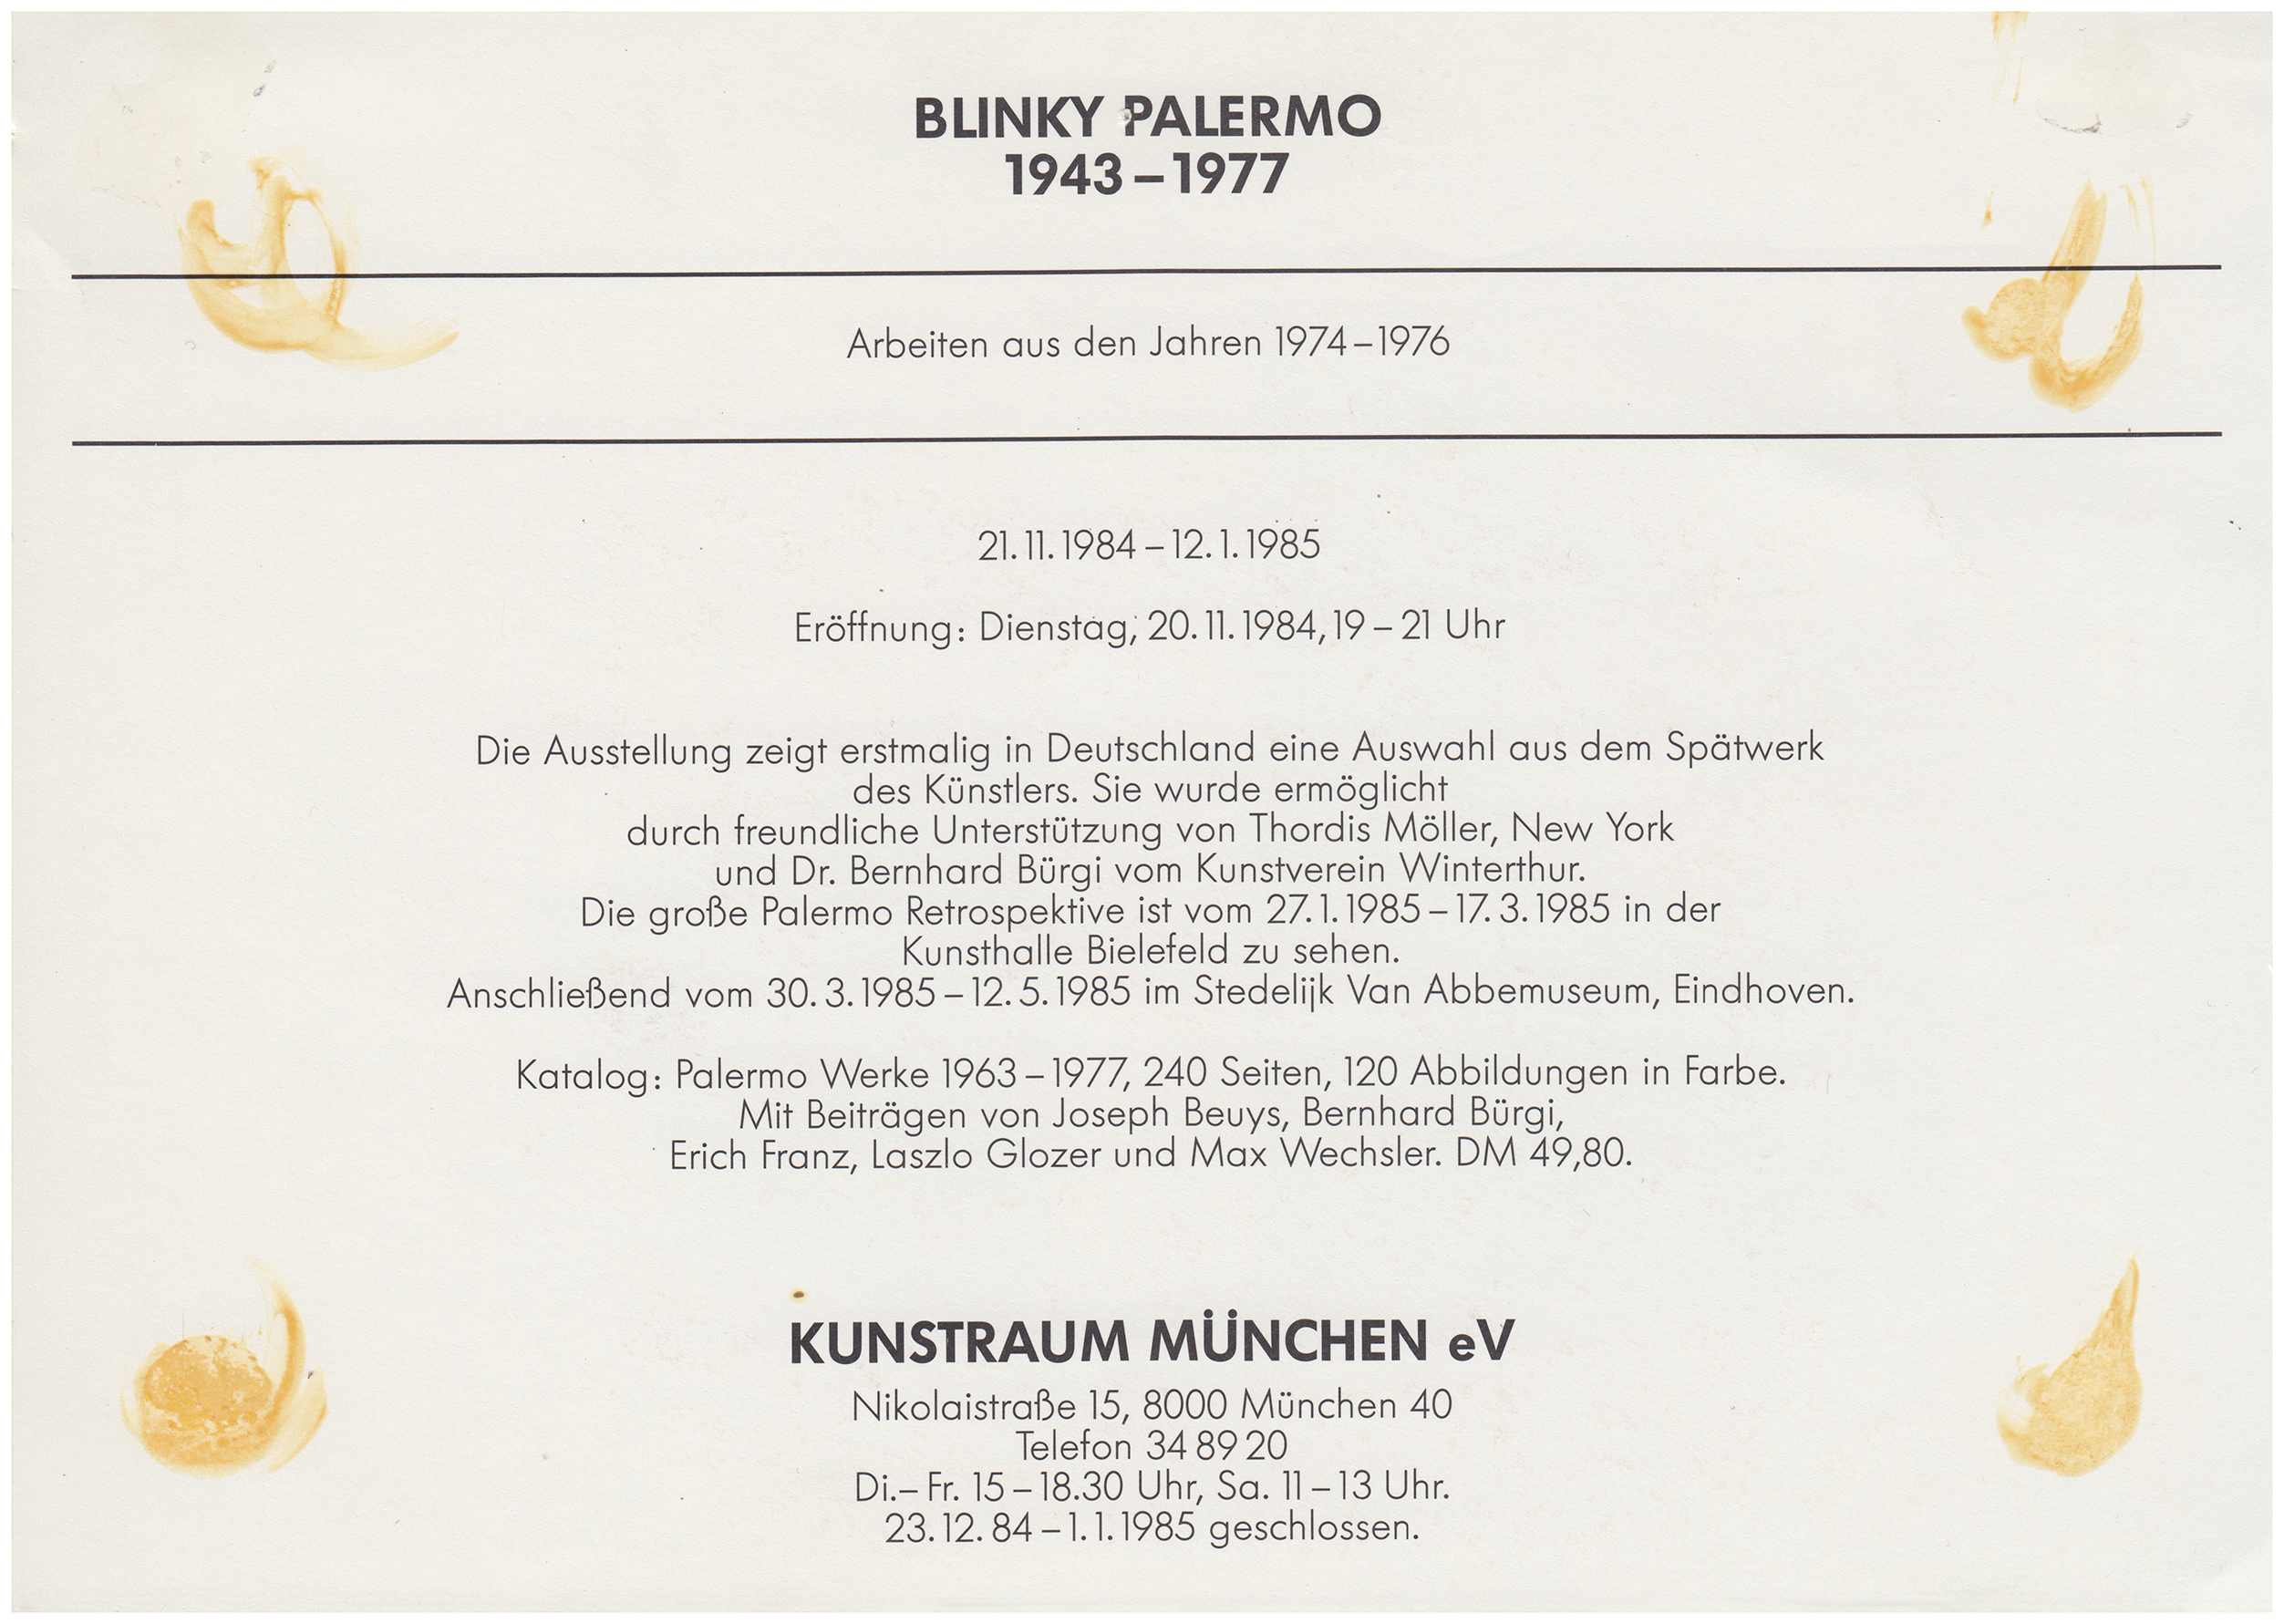 BLINKY PALERMO
1943 – 1977
Arbeiten aus den Jahren 1974 – 1976
21. 11. 1984 – 12. 1. 1985
Eröffnung: Dienstag, 20. 11. 1984, 19 – 21 Uhr
Die Ausstellung zeigt erstmalig in Deutschland eine Auswahl aus dem Spätwerk
des Künstlers. Sie wurde ermöglicht
durch freundliche Unterstützung von Thordis Möller, New York
und Dr. Bernhard Bürgi vom Kunstverein Winterthur.
Die große Palermo Retrospektive ist vom 27. 1. 1985 – 17. 3. 1985 in der
Kunsthalle Bielefeld zu sehen.
Anschließend vom 30. 3. 1985 – 12. 5. 1985 im Stedelijk Van Abbemuseum, Eindhoven.
Katalog: Palermo Werke 1963 – 1977, 240 Seiten, 120 Abbildungen in Farbe.
Mit Beiträgen von Joseph Beuys, Bernhard Bürgi,
Erich Franz, Laszlo Glozer und Max Wechsler. DM 49,80.
KUNSTRAUM MÜNCHEN eV
Nikolaistraße 15, 8000 München 40
Telefon 34 89 20
Di.– Fr. 15 – 18.30 Uhr, Sa. 11 – 13 Uhr.
23. 12. 84 – 1. 1. 1985 geschlossen.